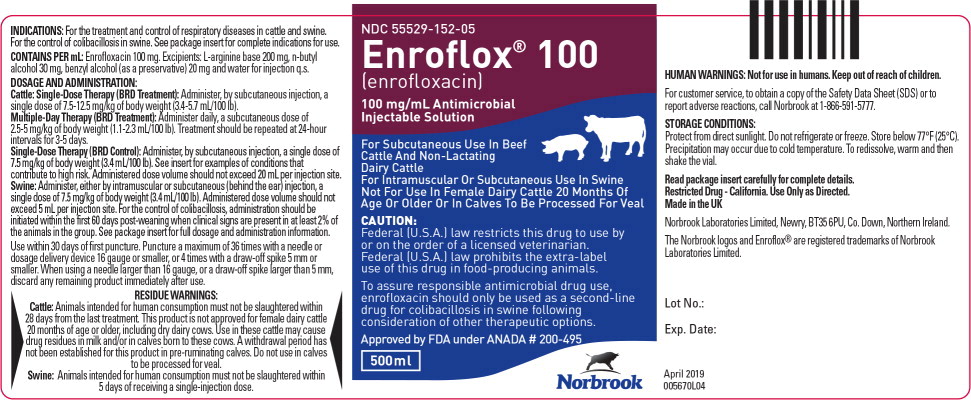 INDICATIONS: For the treatment and control of respiratory diseases in cattle and swine.
For the control of colibacillosis in swine. See package insert for complete indications for use.
CONTAINS PER mL: Enrofloxacin 100 mg. Excipients: L-arginine base 200 mg, n-butyl
alcohol 30 mg, benzyl alcohol (as a preservative) 20 mg and water for injection q.s.
DOSAGE AND ADMINISTRATION:
Cattle: Single-Dose Therapy (BRD Treatment): Administer, by subcutaneous injection, a
single dose of 7.5-12.5 mg/kg of body weight (3.4-5.7 mL/100 lb).
Multiple-Day Therapy (BRD Treatment): Administer daily, a subcutaneous dose of
2.5-5 mg/kg of body weight (1.1-2.3 mL/100 lb). Treatment should be repeated at 24-hour
intervals for 3-5 days.
Single-Dose Therapy (BRD Control): Administer, by subcutaneous injection, a single dose of
7.5 mg/kg of body weight (3.4 mL/100 lb). See insert for examples of conditions that
contribute to high risk. Administered dose volume should not exceed 20 mL per injection site.
Swine: Administer, either by intramuscular or subcutaneous (behind the ear) injection, a
single dose of 7.5 mg/kg of body weight (3.4 mL/100 lb). Administered dose volume should not
exceed 5 mL per injection site. For the control of colibacillosis, administration should be
initiated within the first 60 days post-weaning when clinical signs are present in at least 2% of
the animals in the group. See package insert for full dosage and administration information.
Use within 30 days of first puncture. Puncture a maximum of 36 times with a needle or
dosage delivery device 16 gauge or smaller, or 4 times with a draw-off spike 5 mm or
smaller. When using a needle larger than 16 gauge, or a draw-off spike larger than 5 mm,
discard any remaining product immediately after use.
RESIDUE WARNINGS:
Cattle: Animals intended for human consumption must not be slaughtered within
28 days from the last treatment. This product is not approved for female dairy cattle
20 months of age or older, including dry dairy cows. Use in these cattle may cause
drug residues in milk and/or in calves born to these cows. A withdrawal period has
not been established for this product in pre-ruminating calves. Do not use in calves
to be processed for veal.
Swine: Animals intended for human consumption must not be slaughtered within
5 days of receiving a single-injection dose.
NDC 55529-152-05
Enroflox® 100
(enrofloxacin)
100 mg/mL Antimicrobial
Injectable Solution
For Subcutaneous Use In Beef
Cattle And Non-Lactating
Dairy Cattle
For Intramuscular Or Subcutaneous Use In Swine
Not For Use In Female Dairy Cattle 20 Months Of
Age Or Older Or In Calves To Be Processed For Veal
CAUTION:
Federal (U.S.A.) law restricts this drug to use by
or on the order of a licensed veterinarian.
Federal (U.S.A.) law prohibits the extra-label
use of this drug in food-producing animals.
To assure responsible antimicrobial drug use,
enrofloxacin should only be used as a second-line
drug for colibacillosis in swine following
consideration of other therapeutic options.
Approved by FDA under ANADA # 200-495
500ml
Norbrook
HUMAN WARNINGS: Not for use in humans. Keep out of reach of children.
For customer service, to obtain a copy of the Safety Data Sheet (SDS) or to
report adverse reactions, call Norbrook at 1-866-591-5777.
STORAGE CONDITIONS:
Protect from direct sunlight. Do not refrigerate or freeze. Store below 77°F (25°C).
Precipitation may occur due to cold temperature. To redissolve, warm and then
shake the vial.
Read package insert carefully for complete details.
Restricted Drug - California. Use Only as Directed.
Made in the UK
Norbrook Laboratories Limited, Newry, BT35 6PU, Co. Down, Northern Ireland.
The Norbrook logos and Enroflox® are registered trademarks of Norbrook
Laboratories Limited.
Lot No.:
Exp. Date:
April 2019
005670L04